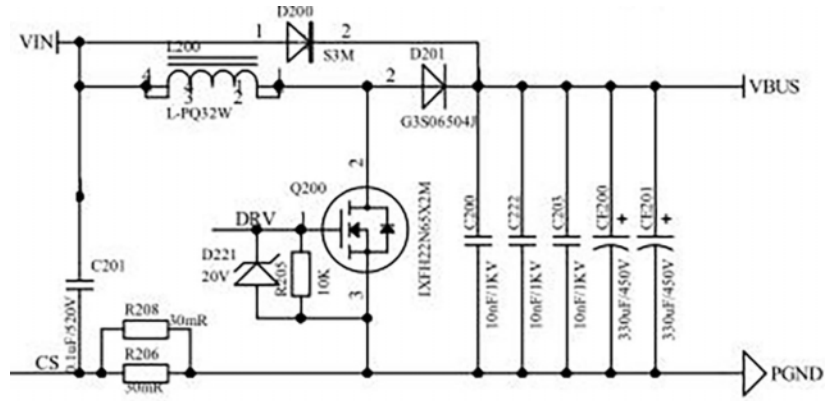 D200
VIN
1
2
L200
S3M
D201
4
1
2
3
4
1
2
VBUS
L-PQ32W
G3S06504J
2
Q200
DRV
D221
20V
R205
10K
IXFH22N65X2M
3
C200
10nF/1KV
C222
10nF/1KV
C203
10nF/1KV
CE200
+
330uF/450V
CE201
+
330uF/450V
C201
0.1uF/520V
R208
30mR
CS
R206
30mR
PGND